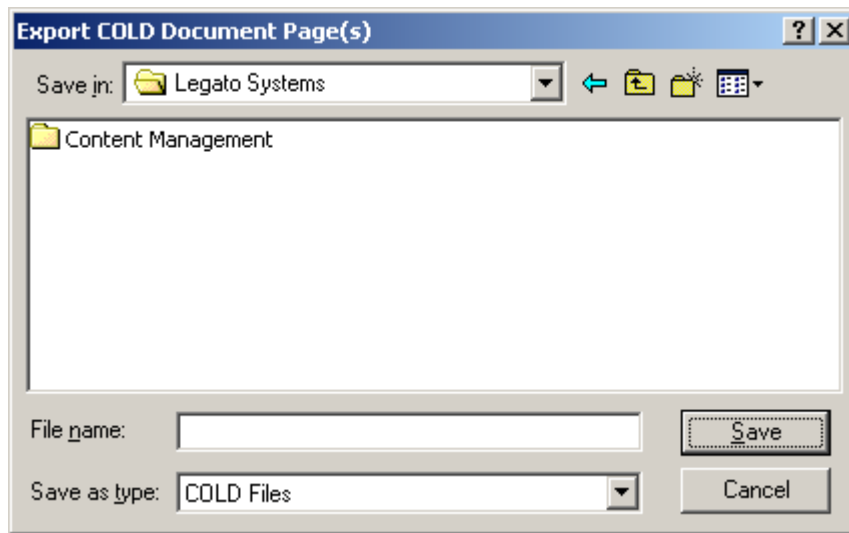 Export COLD Document Page(s)
Save in: Legato Systems
Content Management
File name: Save
Save as type: COLD Files Cancel